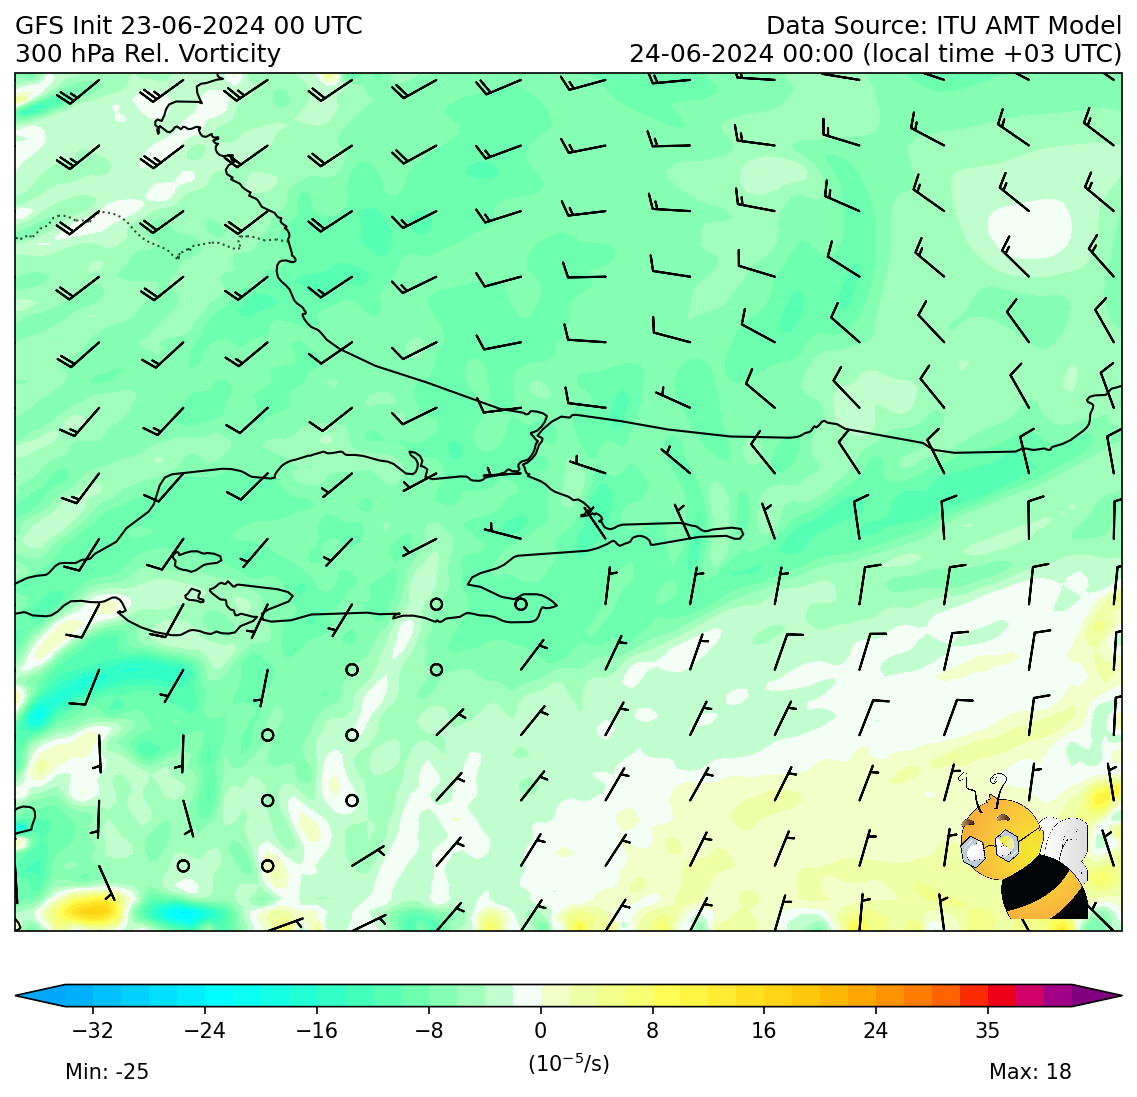 GFS Init 23-06-2024 00 UTC
Data Source: ITU AMT Model
300 hPa Rel. Vorticity
24-06-2024 00:00 (local time +03 UTC)
−32 −24 −16 −8 0 8 16 24 35
(10⁻⁵/s)
Min: -25
Max: 18